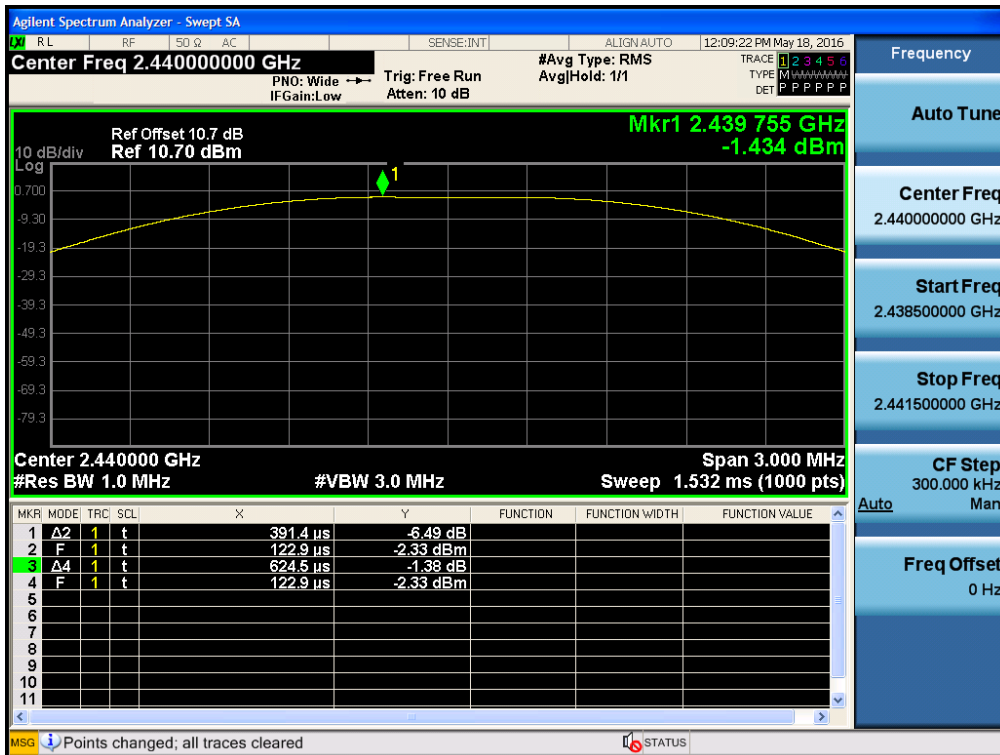 Agilent Spectrum Analyzer - Swept SA
LXI RL RF 50 Ω AC SENSE:INT ALIGN AUTO 12:09:22 PM May 18, 2016
Center Freq 2.440000000 GHz
PNO: Wide
IFGain:Low
Trig: Free Run
Atten: 10 dB
#Avg Type: RMS
Avg|Hold: 1/1
TRACE 1 2 3 4 5 6
TYPE M
DET P P P P P P
Ref Offset 10.7 dB
10 dB/div Ref 10.70 dBm
Log
Mkr1 2.439 755 GHz
-1.434 dBm
1
0.700
-9.30
-19.3
-29.3
-39.3
-49.3
-59.3
-69.3
-79.3
Center 2.440000 GHz Span 3.000 MHz
#Res BW 1.0 MHz #VBW 3.0 MHz Sweep 1.532 ms (1000 pts)
MKR MODE TRC SCL X Y FUNCTION FUNCTION WIDTH FUNCTION VALUE
1 Δ2 1 t 391.4 µs -6.49 dB
2 F 1 t 122.9 µs -2.33 dBm
3 Δ4 1 t 624.5 µs -1.38 dB
4 F 1 t 122.9 µs -2.33 dBm
5
6
7
8
9
10
11
MSG Points changed; all traces cleared STATUS
Frequency
Auto Tune
Center Freq
2.440000000 GHz
Start Freq
2.438500000 GHz
Stop Freq
2.441500000 GHz
CF Step
300.000 kHz
Auto Man
Freq Offset
0 Hz